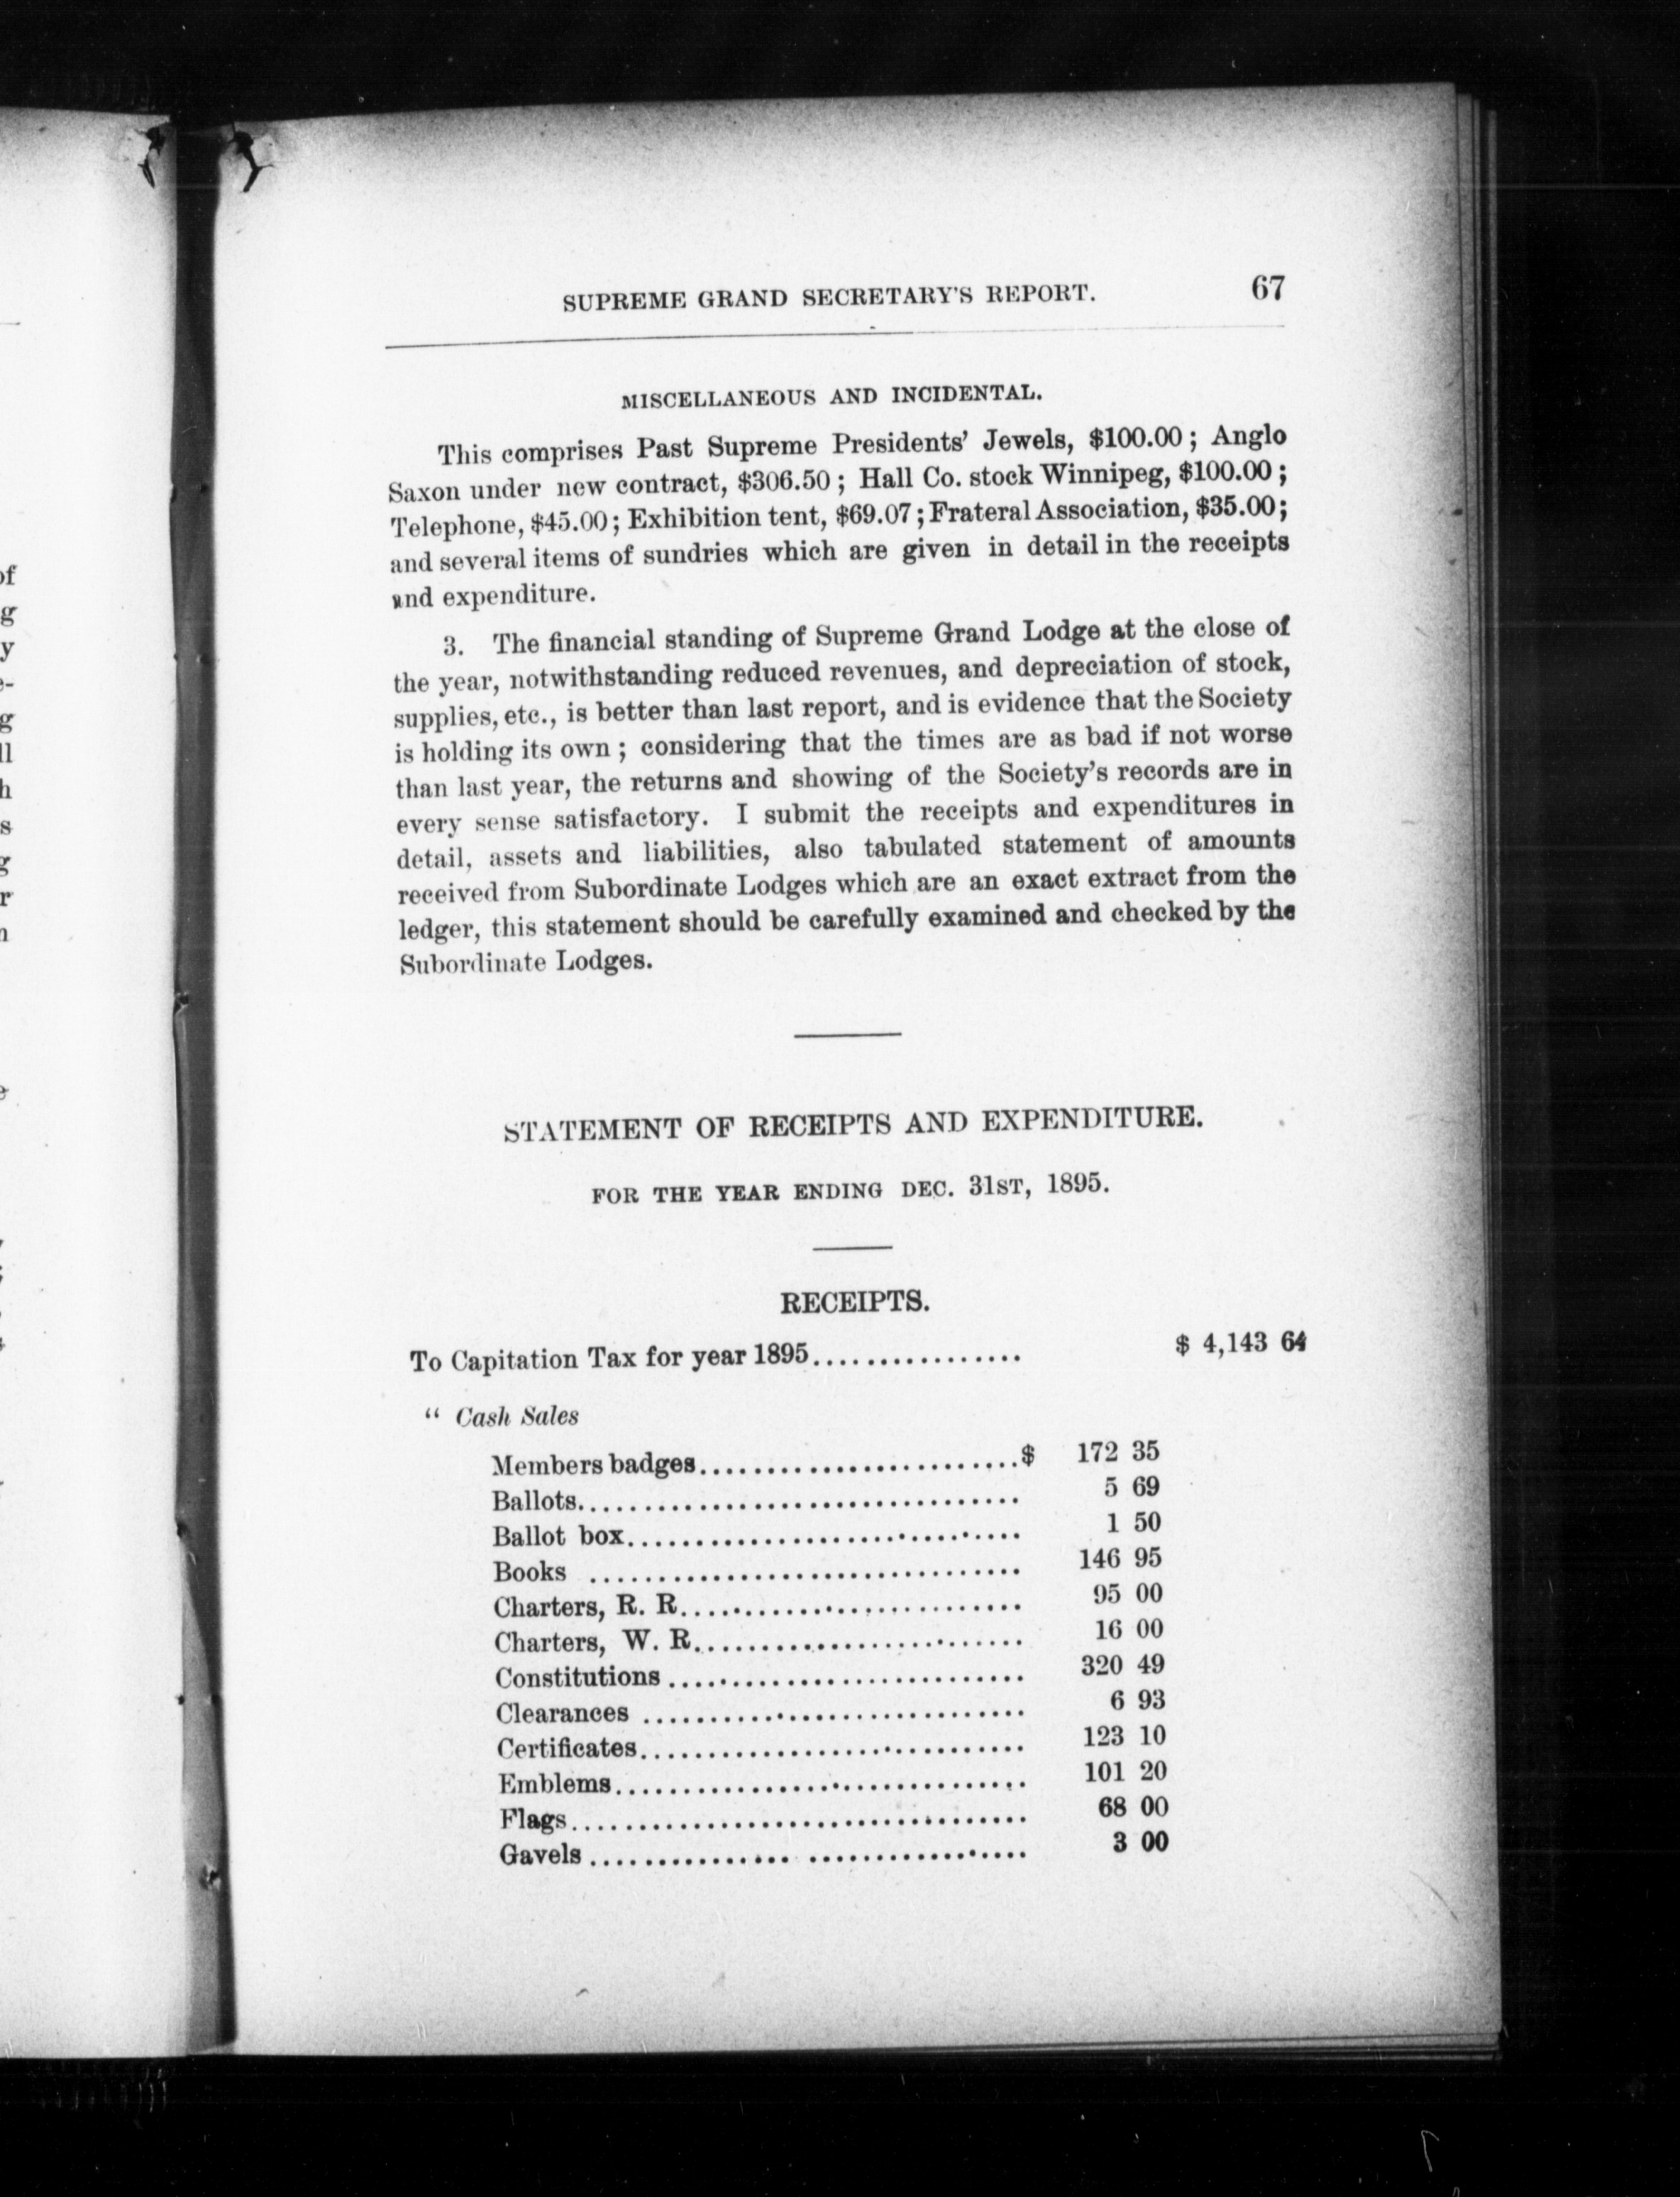 SUPREME GRAND SECRETARY'S REPORT. 67
MISCELLANEOUS AND INCIDENTAL.
This comprises Past Supreme Presidents' Jewels, $100.00; Anglo
Saxon under new contract, $306.50; Hall Co. stock Winnipeg, $100.00;
Telephone, $45.00; Exhibition tent, $69.07; Frateral Association, $35.00;
and several items of sundries which are given in detail in the receipts
and expenditure.
3. The financial standing of Supreme Grand Lodge at the close of
the year, notwithstanding reduced revenues, and depreciation of stock,
supplies, etc., is better than last report, and is evidence that the Society
is holding its own; considering that the times are as bad if not worse
than last year, the returns and showing of the Society's records are in
every sense satisfactory. I submit the receipts and expenditures in
detail, assets and liabilities, also tabulated statement of amounts
received from Subordinate Lodges which are an exact extract from the
ledger, this statement should be carefully examined and checked by the
Subordinate Lodges.
STATEMENT OF RECEIPTS AND EXPENDITURE.
FOR THE YEAR ENDING DEC. 31ST, 1895.
RECEIPTS.
To Capitation Tax for year 1895................ $ 4,143 64
" Cash Sales
Members badges........................$ 172 35
Ballots................................. 5 69
Ballot box.............................. 1 50
Books ................................ 146 95
Charters, R. R.......................... 95 00
Charters, W. R......................... 16 00
Constitutions ........................... 320 49
Clearances ............................. 6 93
Certificates............................. 123 10
Emblems............................... 101 20
Flags.................................. 68 00
Gavels ............... ................. 3 00